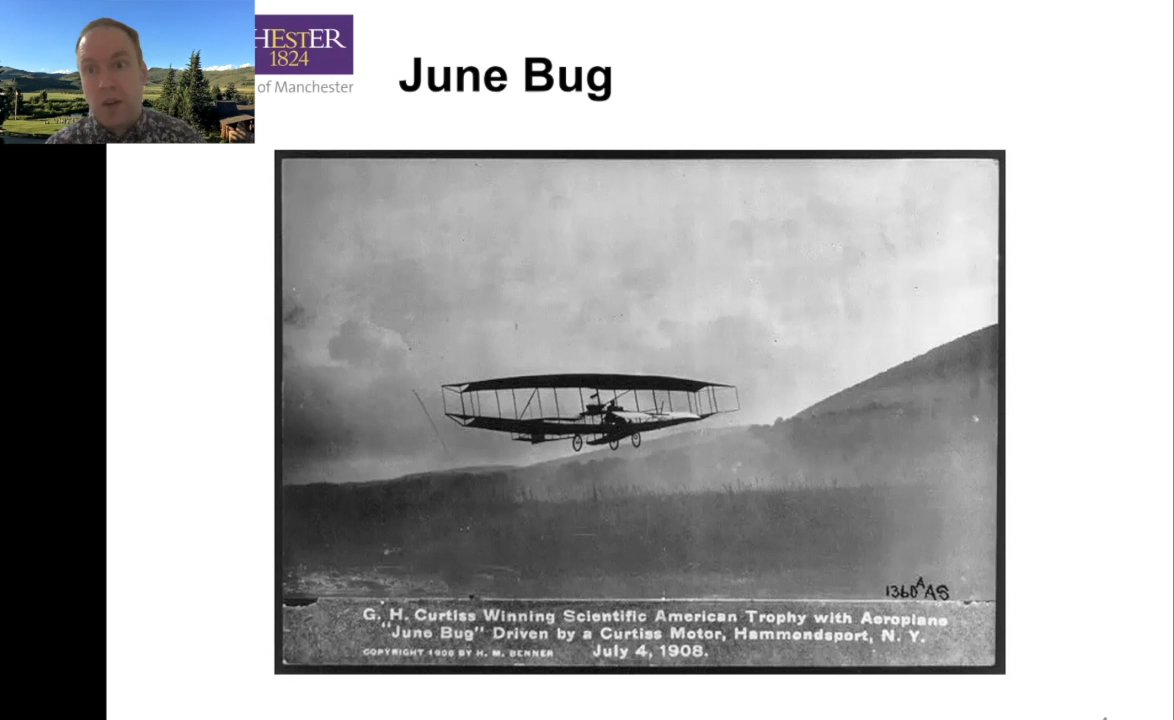 HESTER
1824
of Manchester
June Bug
1360 A AS
G. H. Curtiss Winning Scientific American Trophy with Aeroplane
"June Bug" Driven by a Curtiss Motor, Hammondsport, N. Y.
COPYRIGHT 1908 BY H. M. BENNER July 4, 1908.